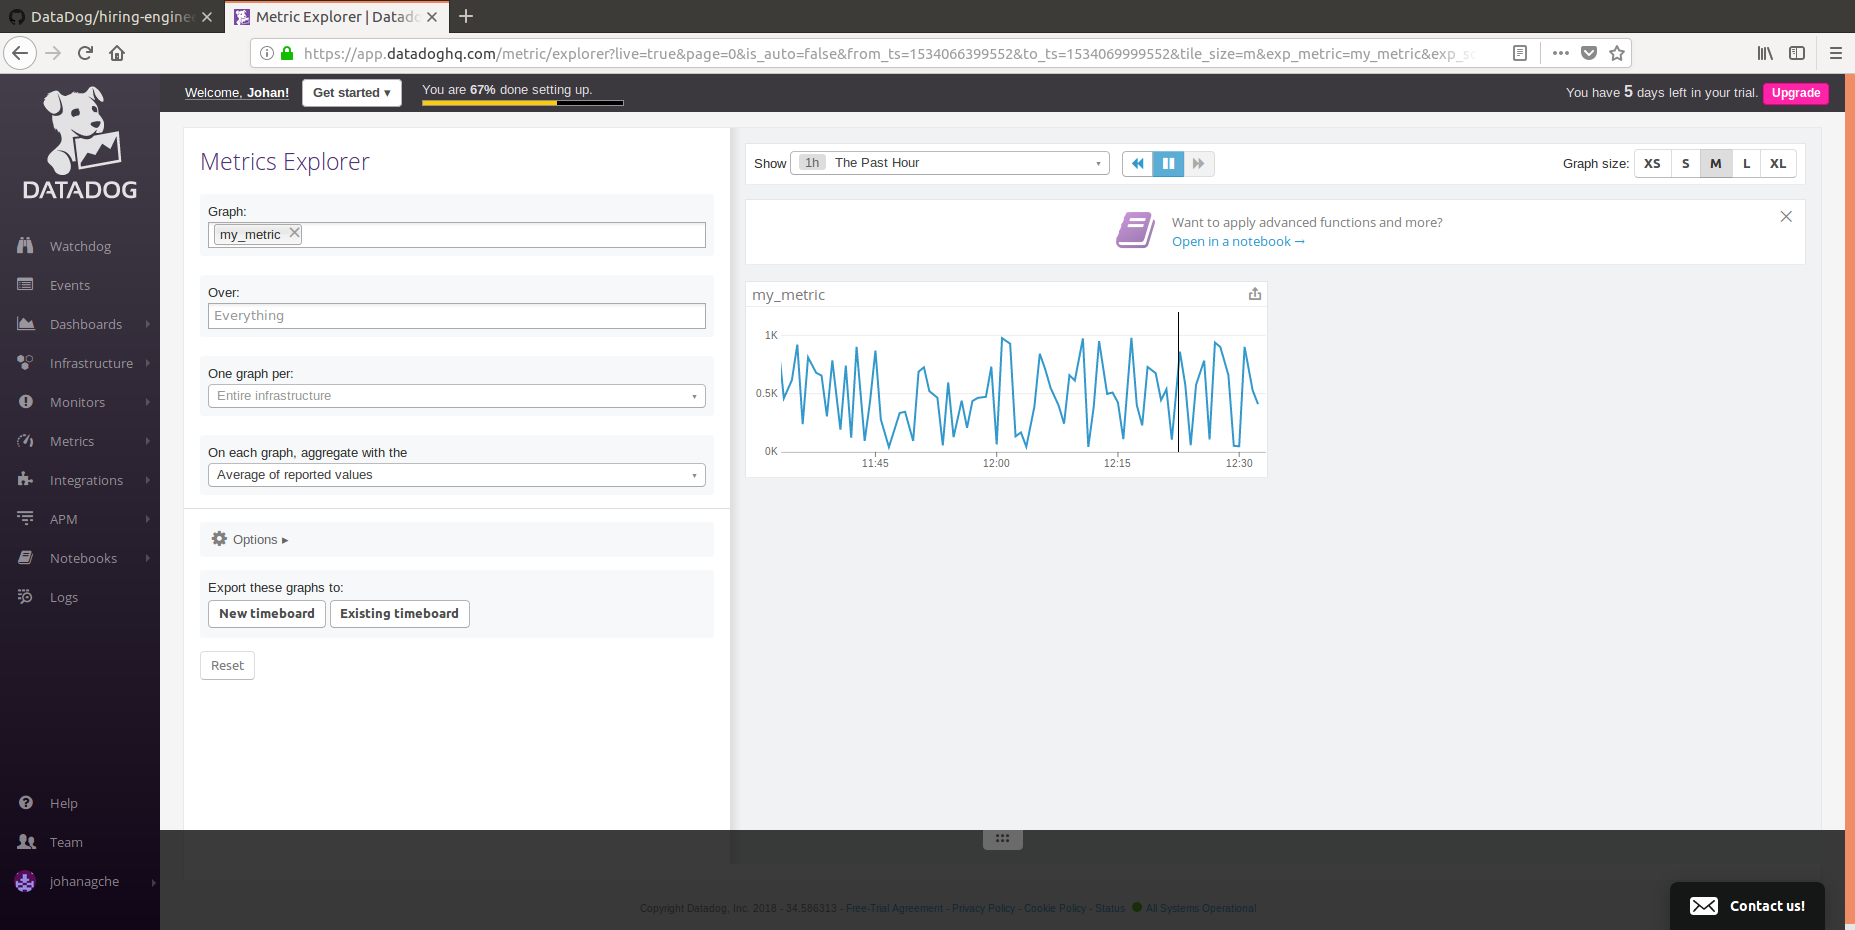 DataDog/hiring-engine
Metric Explorer | Datado
https://app.datadoghq.com/metric/explorer?live=true&page=0&is_auto=false&from_ts=1534066399552&to_ts=1534069999552&tile_size=m&exp_metric=my_metric&exp_sc
DATADOG
Welcome, Johan!
Get started ▾
You are 67% done setting up.
You have 5 days left in your trial.
Upgrade
Watchdog
Events
Dashboards
Infrastructure
Monitors
Metrics
Integrations
APM
Notebooks
Logs
Help
Team
johanagche
Metrics Explorer
Graph:
my_metric
Over:
Everything
One graph per:
Entire infrastructure
On each graph, aggregate with the
Average of reported values
Options ▸
Export these graphs to:
New timeboard
Existing timeboard
Reset
Show 1h The Past Hour
Graph size: XS S M L XL
Want to apply advanced functions and more?
Open in a notebook →
my_metric
1K
0.5K
0K
11:45 12:00 12:15 12:30
Copyright Datadog, Inc. 2018 - 34.586313 - Free-Trial Agreement - Privacy Policy - Cookie Policy - Status All Systems Operational
Contact us!